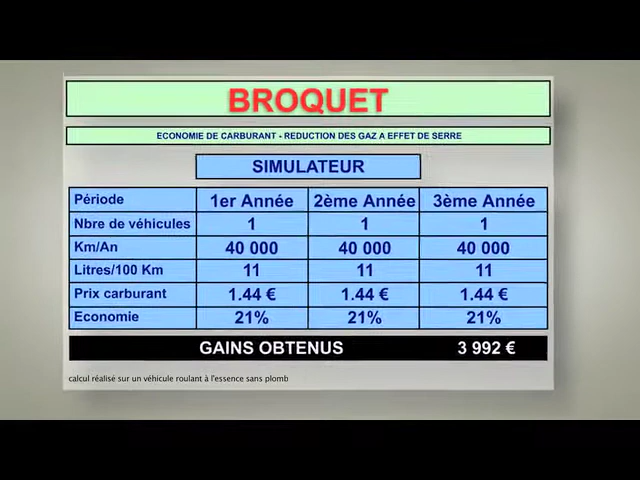 BROQUET
ECONOMIE DE CARBURANT - REDUCTION DES GAZ A EFFET DE SERRE
SIMULATEUR
Période 1er Année 2ème Année 3ème Année
Nbre de véhicules 1 1 1
Km/An 40 000 40 000 40 000
Litres/100 Km 11 11 11
Prix carburant 1.44 € 1.44 € 1.44 €
Economie 21% 21% 21%
GAINS OBTENUS 3 992 €
calcul réalisé sur un véhicule roulant à l'essence sans plomb